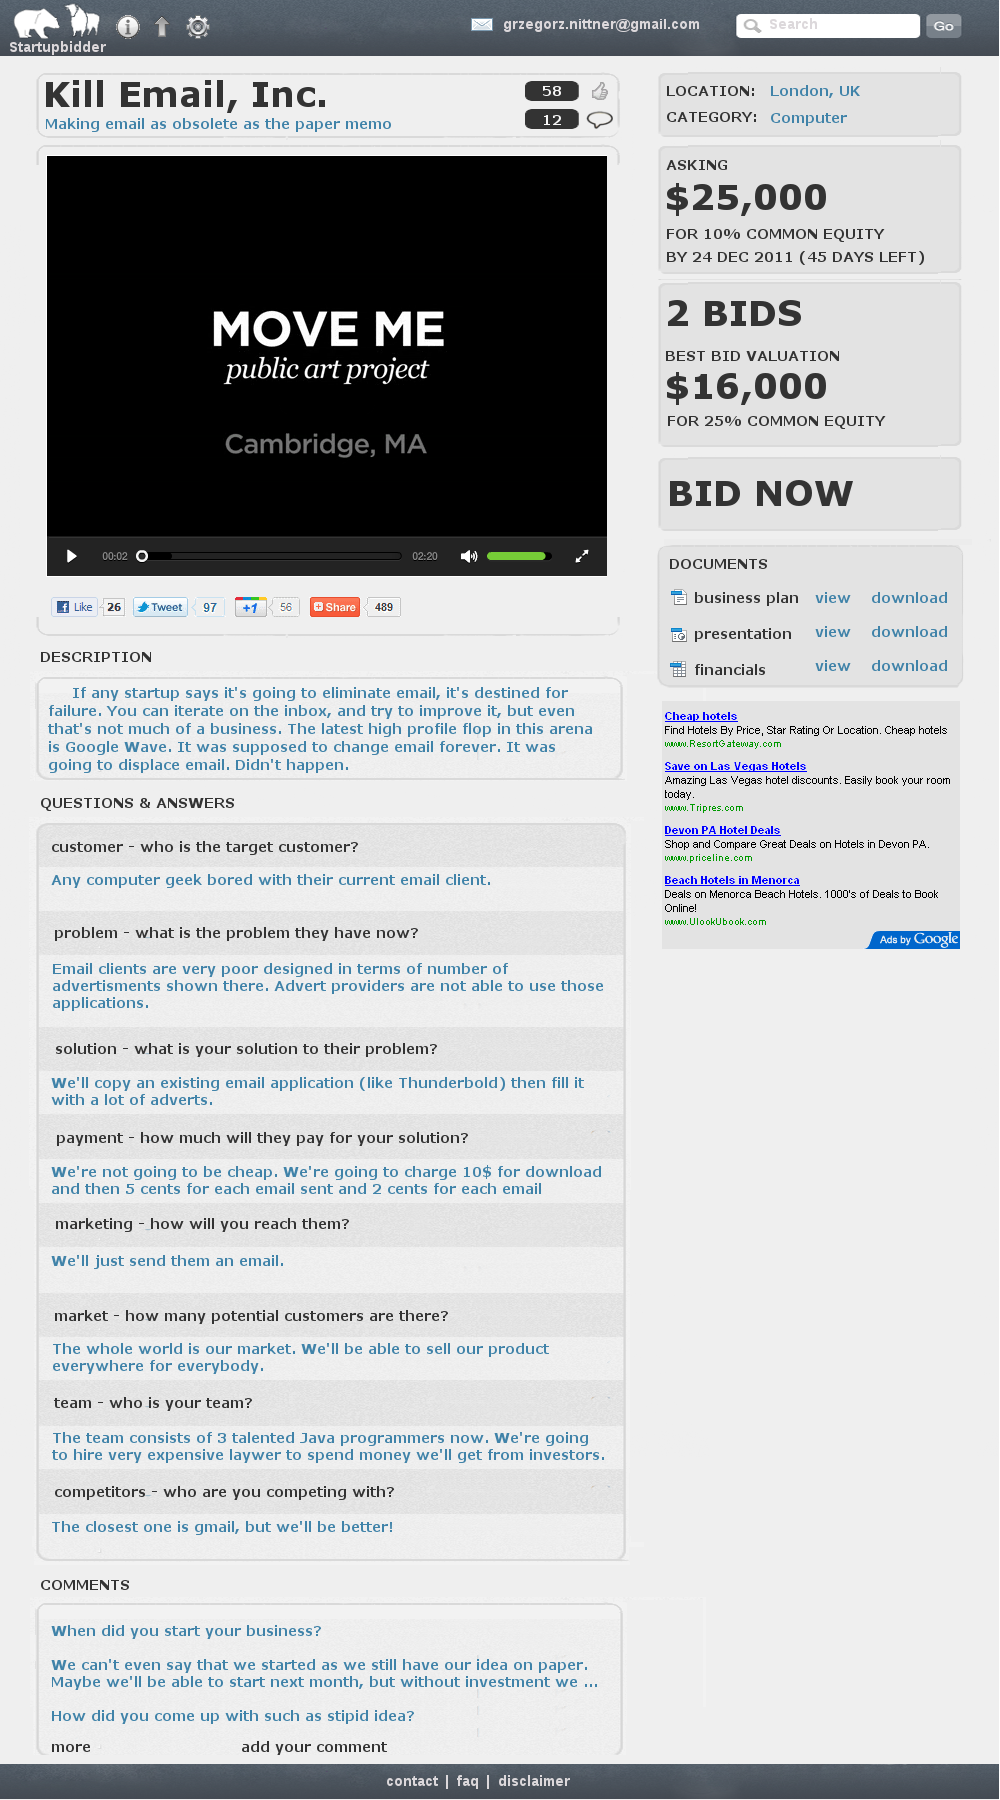 grzegorz.nittner@gmail.com
Search
Go
Startupbidder
Kill Email, Inc.
Making email as obsolete as the paper memo
58
12
MOVE ME
public art project
Cambridge, MA
00:02
02:20
Like
26
Tweet
97
+1
56
Share
489
DESCRIPTION
If any startup says it's going to eliminate email, it's destined for
failure. You can iterate on the inbox, and try to improve it, but even
that's not much of a business. The latest high profile flop in this arena
is Google Wave. It was supposed to change email forever. It was
going to displace email. Didn't happen.
QUESTIONS & ANSWERS
customer - who is the target customer?
Any computer geek bored with their current email client.
problem - what is the problem they have now?
Email clients are very poor designed in terms of number of
advertisments shown there. Advert providers are not able to use those
applications.
solution - what is your solution to their problem?
We'll copy an existing email application (like Thunderbold) then fill it
with a lot of adverts.
payment - how much will they pay for your solution?
We're not going to be cheap. We're going to charge 10$ for download
and then 5 cents for each email sent and 2 cents for each email
marketing - how will you reach them?
We'll just send them an email.
market - how many potential customers are there?
The whole world is our market. We'll be able to sell our product
everywhere for everybody.
team - who is your team?
The team consists of 3 talented Java programmers now. We're going
to hire very expensive laywer to spend money we'll get from investors.
competitors - who are you competing with?
The closest one is gmail, but we'll be better!
COMMENTS
When did you start your business?
We can't even say that we started as we still have our idea on paper.
Maybe we'll be able to start next month, but without investment we ...
How did you come up with such as stipid idea?
more
add your comment
LOCATION: London, UK
CATEGORY: Computer
ASKING
$25,000
FOR 10% COMMON EQUITY
BY 24 DEC 2011 (45 DAYS LEFT)
2 BIDS
BEST BID VALUATION
$16,000
FOR 25% COMMON EQUITY
BID NOW
DOCUMENTS
business plan view download
presentation view download
financials view download
Cheap hotels
Find Hotels By Price, Star Rating Or Location. Cheap hotels
www.ResortGateway.com
Save on Las Vegas Hotels
Amazing Las Vegas hotel discounts. Easily book your room
today.
www.Tripres.com
Devon PA Hotel Deals
Shop and Compare Great Deals on Hotels in Devon PA.
www.priceline.com
Beach Hotels in Menorca
Deals on Menorca Beach Hotels. 1000's of Deals to Book
Online!
www.UlookUbook.com
Ads by Google
contact | faq | disclaimer